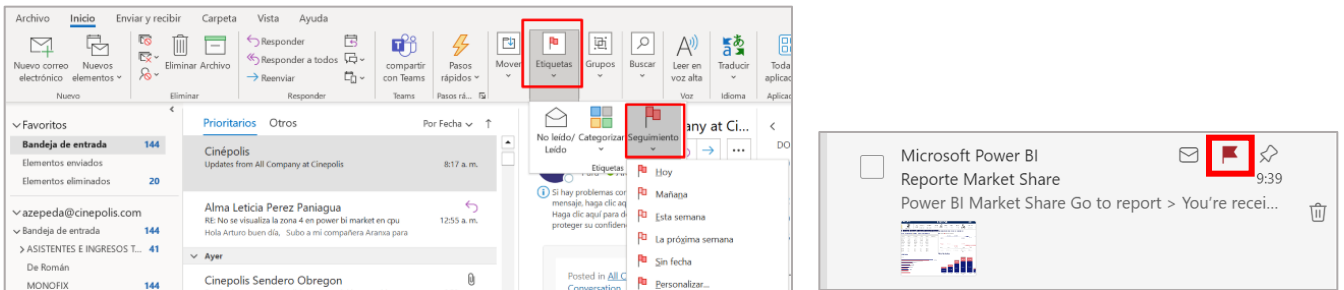 Archivo Inicio Enviar y recibir Carpeta Vista Ayuda
Nuevo correo electrónico
Nuevos elementos
Nuevo
Eliminar
Archivo
Eliminar
Responder
Responder a todos
Reenviar
Responder
compartir con Teams
Teams
Pasos rápidos
Pasos rá...
Mover
Etiquetas
Grupos
Buscar
Leer en voz alta
Voz
Traducir
Idioma
Toda
aplicac
Aplicac
Favoritos
Bandeja de entrada 144
Elementos enviados
Elementos eliminados 20
azepeda@cinepolis.com
Bandeja de entrada 144
ASISTENTES E INGRESOS T... 41
De Román
MONOFIX 144
Prioritarios Otros Por Fecha
Cinépolis
Updates from All Company at Cinepolis 8:17 a. m.
Alma Leticia Perez Paniagua
RE: No se visualiza la zona 4 en power bi market en cpu 12:55 a. m.
Hola Arturo buen día, Subo a mi compañera Aranxa para
Ayer
Cinepolis Sendero Obregon
No leído/ Leído
Categorizar
Seguimiento
Etiquetas
any at Ci...
DO
Si hay problemas con
mensaje, haga clic aq
Haga clic aquí para d
proteger su confiden
Posted in All C
Conversation
Hoy
Mañana
Esta semana
La próxima semana
Sin fecha
Personalizar...
Microsoft Power BI
Reporte Market Share 9:39
Power BI Market Share Go to report > You're recei...